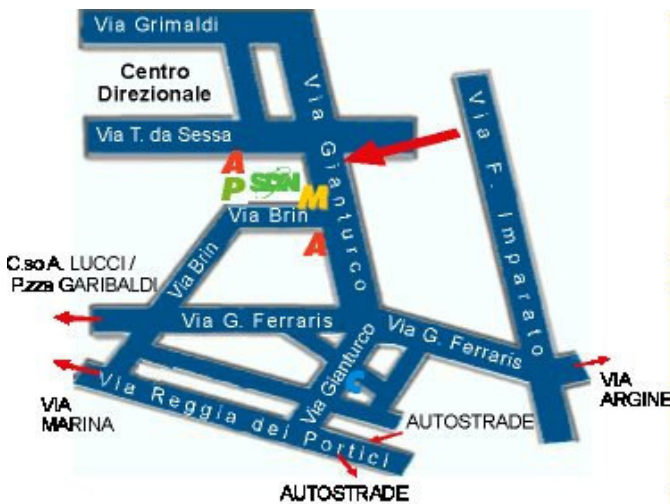 Via Grimaldi
Centro
Direzionale
Via T. da Sessa
Via Gianturco
Via F. Imparato
A
P SDN M
Via Brin
A
C.so A. LUCCI /
P.zza GARIBALDI
Via Brin
Via G. Ferraris
Via G. Ferraris
Via Gianturco
C
VIA
ARGINE
VIA
MARINA
Via Reggia dei Portici
AUTOSTRADE
AUTOSTRADE